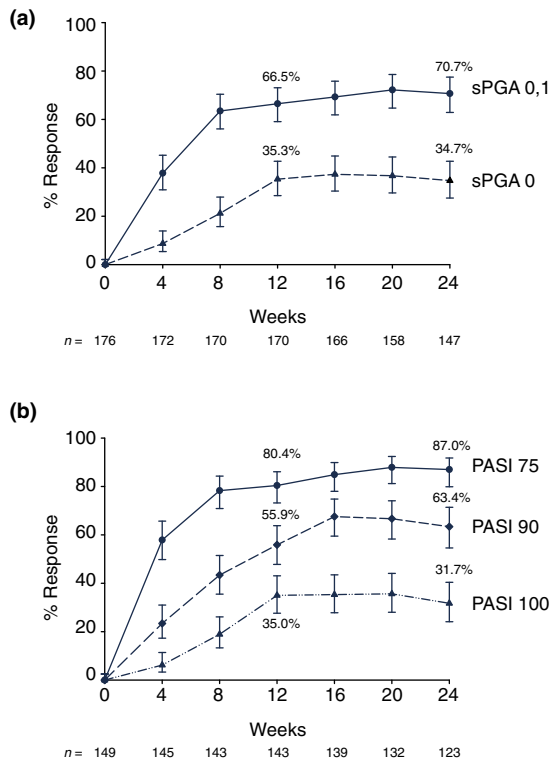 (a)
100
80
60
40
20
0
% Response
66.5%
70.7%
sPGA 0,1
35.3%
34.7%
sPGA 0
0 4 8 12 16 20 24
Weeks
n = 176 172 170 170 166 158 147
(b)
100
80
60
40
20
0
% Response
80.4%
87.0%
PASI 75
55.9%
63.4%
PASI 90
35.0%
31.7%
PASI 100
0 4 8 12 16 20 24
Weeks
n = 149 145 143 143 139 132 123